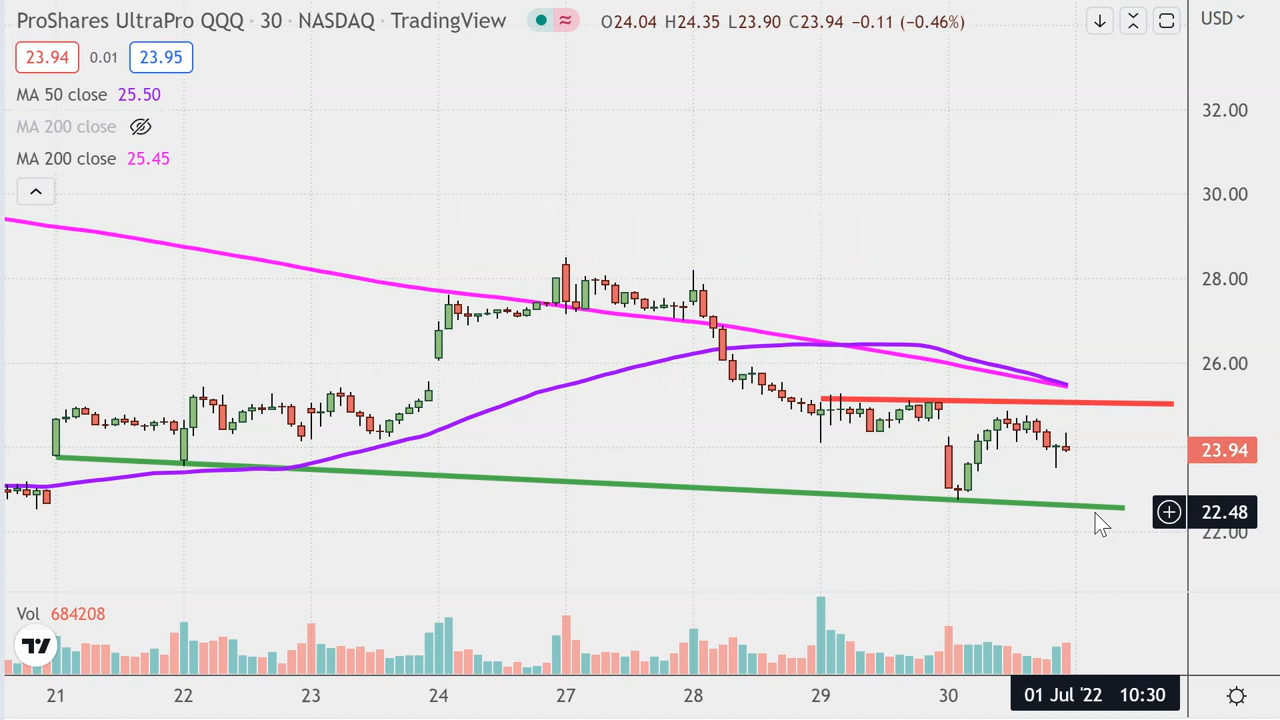 ProShares UltraPro QQQ · 30 · NASDAQ · TradingView ≈ O24.04 H24.35 L23.90 C23.94 −0.11 (−0.46%) USD
23.94 0.01 23.95
MA 50 close 25.50
MA 200 close
MA 200 close 25.45
32.00
30.00
28.00
26.00
23.94
22.48
22.00
Vol 684208
21 22 23 24 27 28 29 30 01 Jul '22 10:30